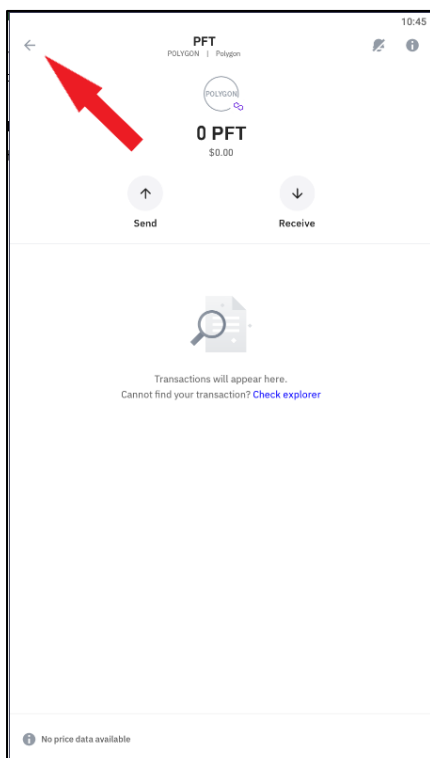 10:45
PFT
POLYGON | Polygon
POLYGON
0 PFT
$0.00
Send
Receive
Transactions will appear here.
Cannot find your transaction? Check explorer
No price data available